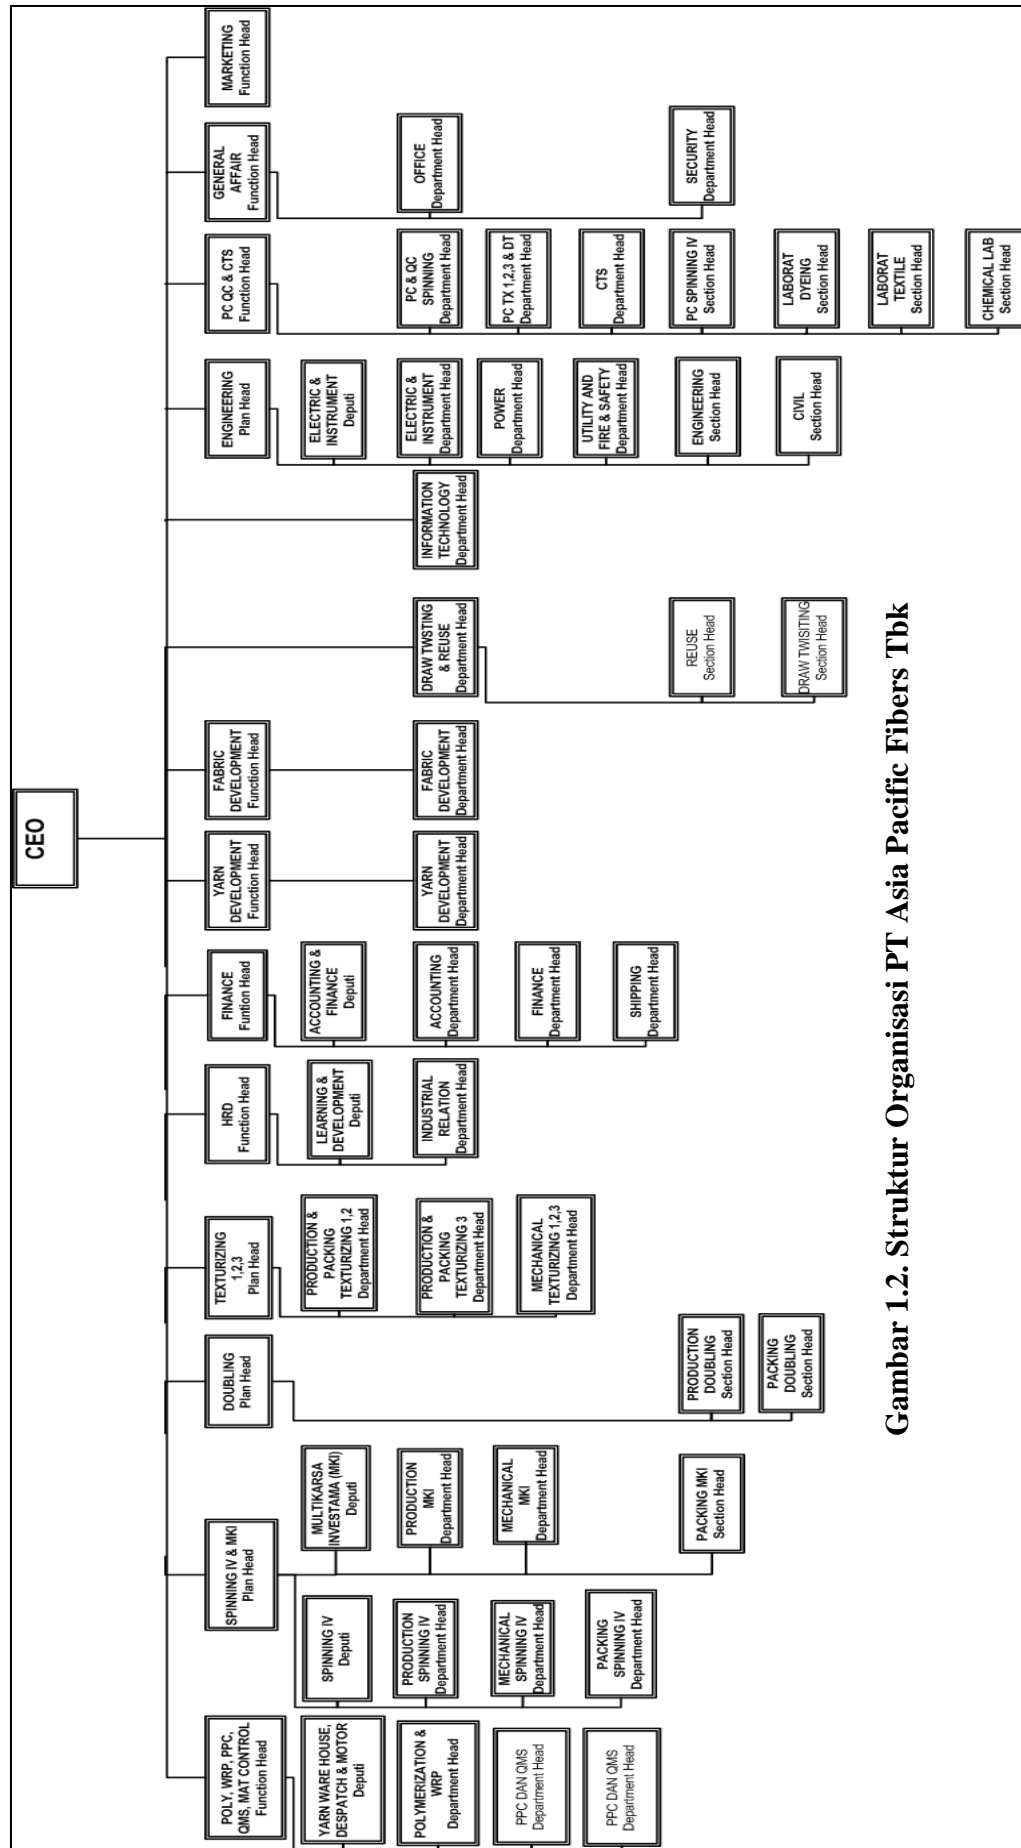 CEO
POLY, WRP, PPC,
QMS, MAT CONTROL
Function Head
YARN WARE HOUSE,
DESPATCH & MOTOR
Deputi
POLYMERIZATION &
WRP
Department Head
PPC DAN QMS
Department Head
PPC DAN QMS
Department Head
SPINNING IV & MKI
Plan Head
SPINNING IV
Deputi
PRODUCTION
SPINNING IV
Department Head
MECHANICAL
SPINNING IV
Department Head
PACKING
SPINNING IV
Department Head
MULTIKARSA
INVESTAMA (MKI)
Deputi
PRODUCTION
MKI
Department Head
MECHANICAL
MKI
Department Head
PACKING MKI
Section Head
DOUBLING
Plan Head
PRODUCTION
DOUBLING
Section Head
PACKING
DOUBLING
Section Head
TEXTURIZING
1,2,3
Plan Head
PRODUCTION &
PACKING
TEXTURIZING 1,2
Department Head
PRODUCTION &
PACKING
TEXTURIZING 3
Department Head
MECHANICAL
TEXTURIZING 1,2,3
Department Head
HRD
Function Head
LEARNING &
DEVELOPMENT
Deputi
INDUSTRIAL
RELATION
Department Head
FINANCE
Funtion Head
ACCOUNTING &
FINANCE
Deputi
ACCOUNTING
Department Head
FINANCE
Department Head
SHIPPING
Department Head
YARN
DEVELOPMENT
Function Head
YARN
DEVELOPMENT
Department Head
FABRIC
DEVELOPMENT
Function Head
FABRIC
DEVELOPMENT
Department Head
DRAW TWSTING
& REUSE
Department Head
REUSE
Section Head
DRAW TWISITING
Section Head
INFORMATION
TECHNOLOGY
Department Head
ENGINEERING
Plan Head
ELECTRIC &
INSTRUMENT
Deputi
ELECTRIC &
INSTRUMENT
Department Head
POWER
Department Head
UTILITY AND
FIRE & SAFETY
Department Head
ENGINEERING
Section Head
CIVIL
Section Head
PC QC & CTS
Function Head
PC & QC
SPINNING
Department Head
PC TX 1,2,3 & DT
Department Head
CTS
Department Head
PC SPINNING IV
Section Head
LABORAT
DYEING
Section Head
LABORAT
TEXTILE
Section Head
CHEMICAL LAB
Section Head
GENERAL
AFFAIR
Function Head
OFFICE
Department Head
SECURITY
Department Head
MARKETING
Function Head
Gambar 1.2. Struktur Organisasi PT Asia Pacific Fibers Tbk